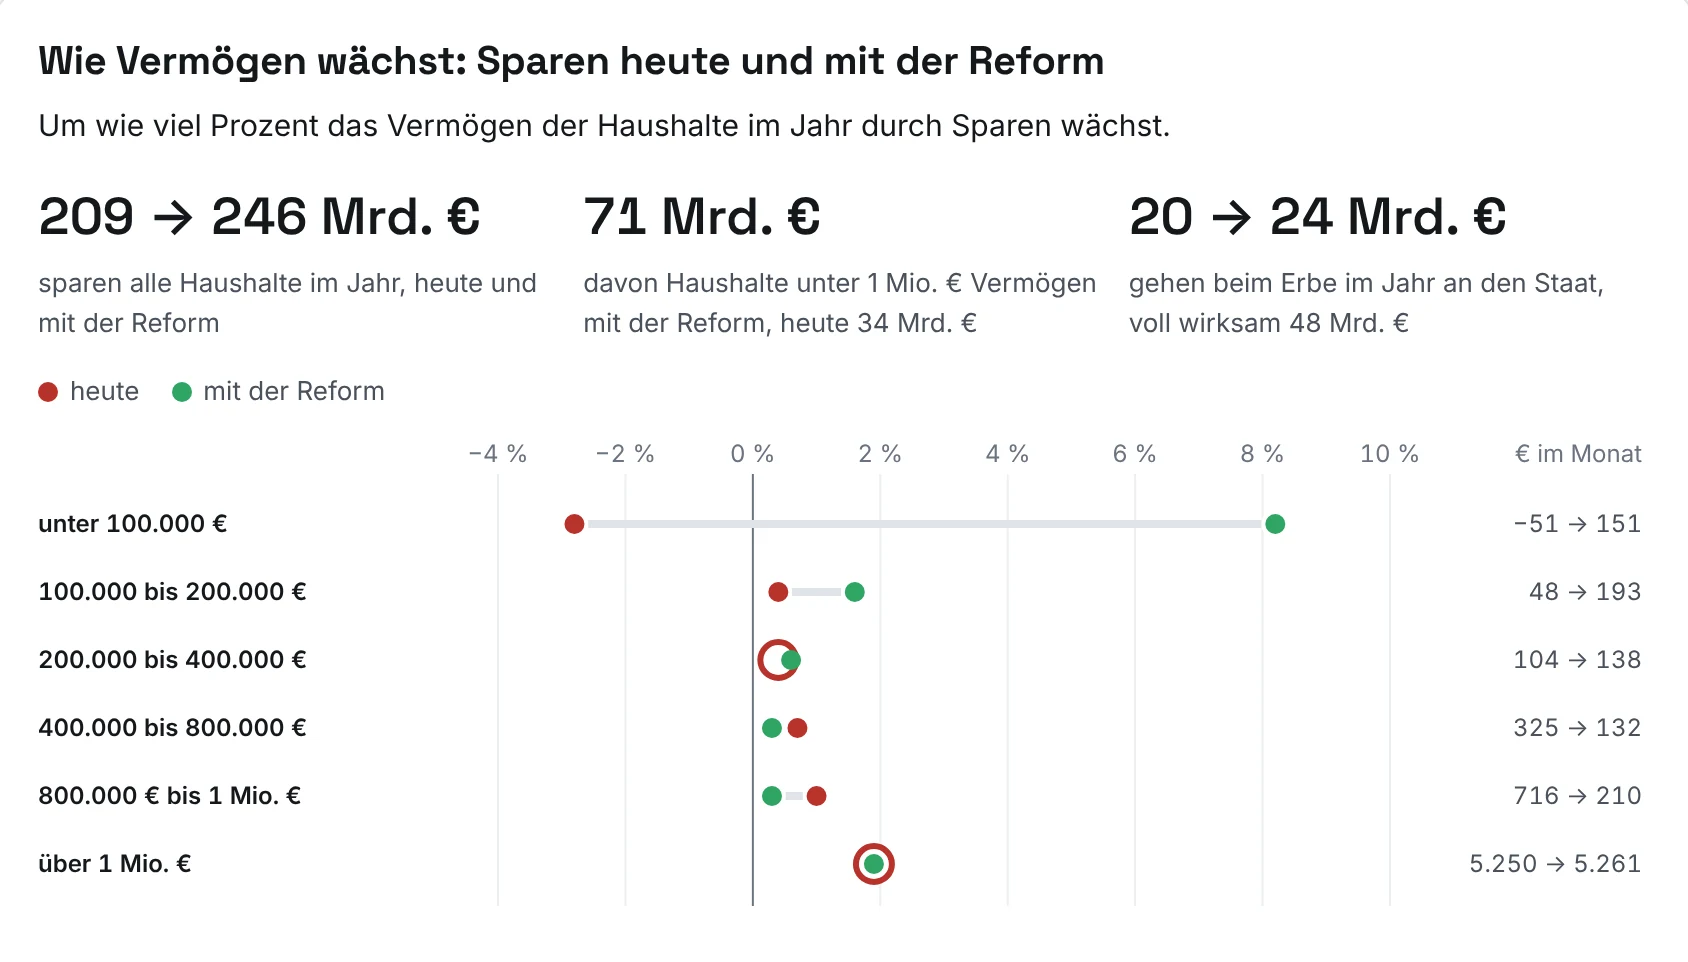 Wie Vermögen wächst: Sparen heute und mit der Reform
Um wie viel Prozent das Vermögen der Haushalte im Jahr durch Sparen wächst.
209 → 246 Mrd. €
sparen alle Haushalte im Jahr, heute und
mit der Reform
71 Mrd. €
davon Haushalte unter 1 Mio. € Vermögen
mit der Reform, heute 34 Mrd. €
20 → 24 Mrd. €
gehen beim Erbe im Jahr an den Staat,
voll wirksam 48 Mrd. €
heute mit der Reform
−4 % −2 % 0 % 2 % 4 % 6 % 8 % 10 % € im Monat
unter 100.000 € −51 → 151
100.000 bis 200.000 € 48 → 193
200.000 bis 400.000 € 104 → 138
400.000 bis 800.000 € 325 → 132
800.000 € bis 1 Mio. € 716 → 210
über 1 Mio. € 5.250 → 5.261